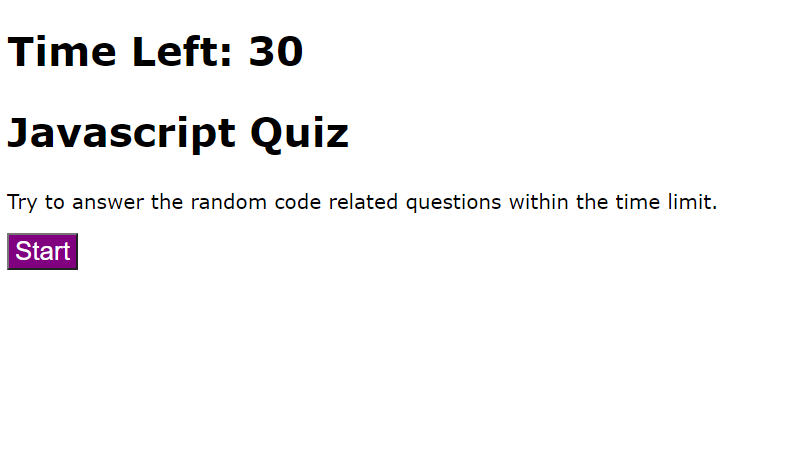 Time Left: 30
Javascript Quiz
Try to answer the random code related questions within the time limit.
Start